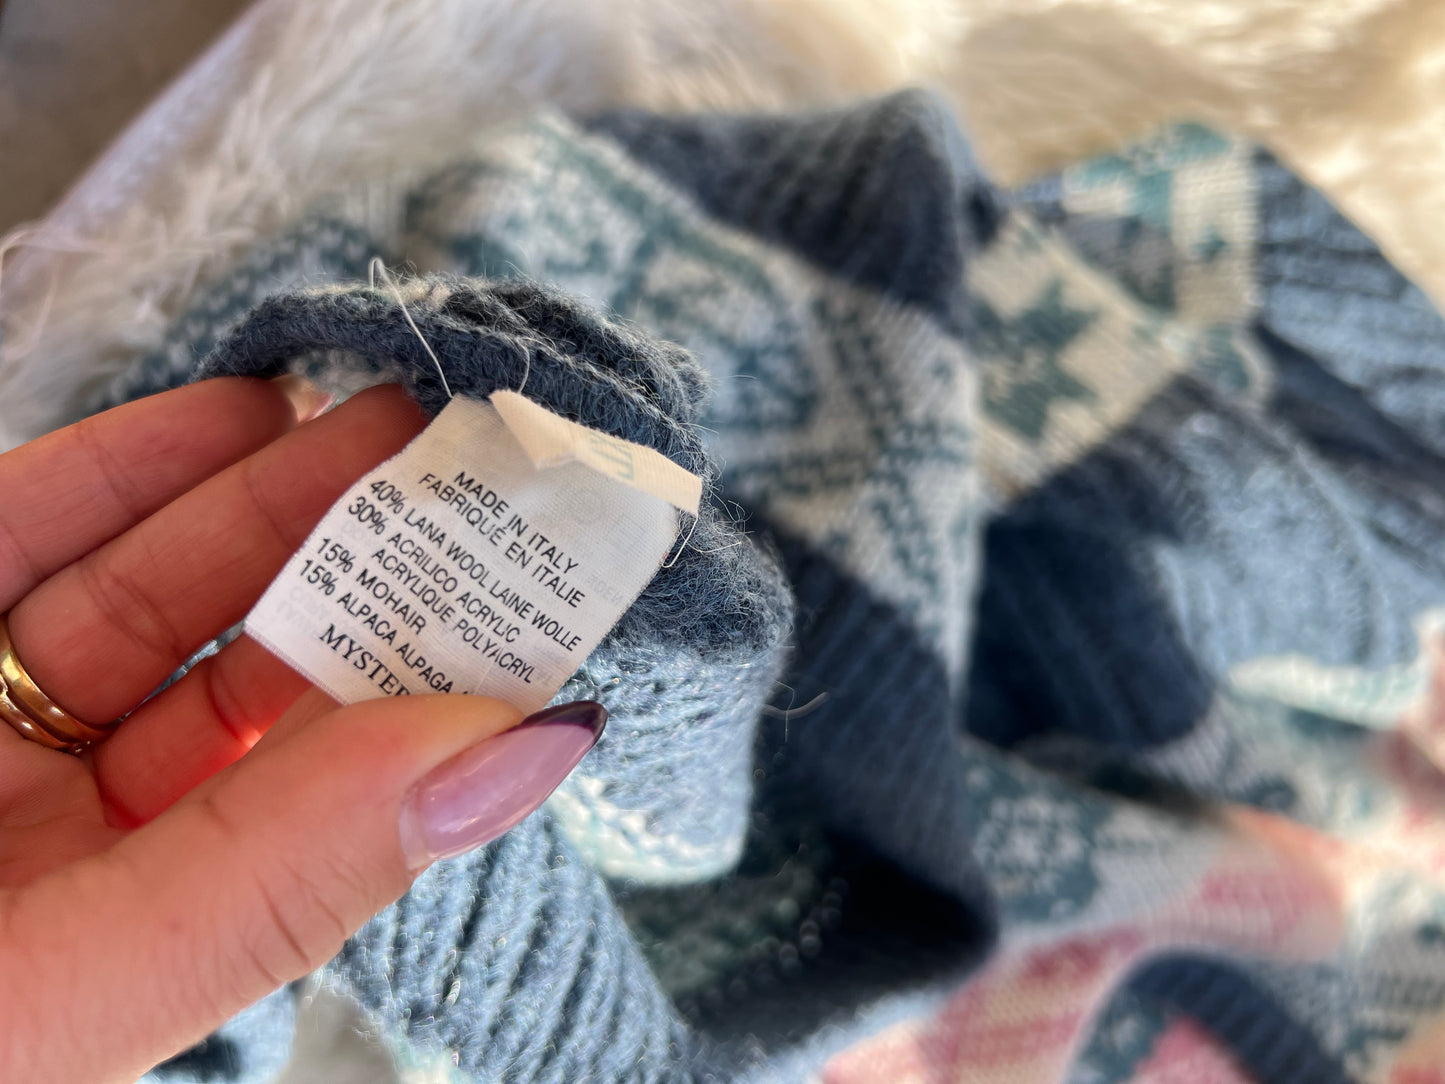 MADE IN ITALY
FABRIQUÉ EN ITALIE
40% LANA WOOL LAINE WOLLE
30% ACRILICO ACRYLIC
ACRYLIQUE POLYACRYL
15% MOHAIR
15% ALPACA ALPAGA